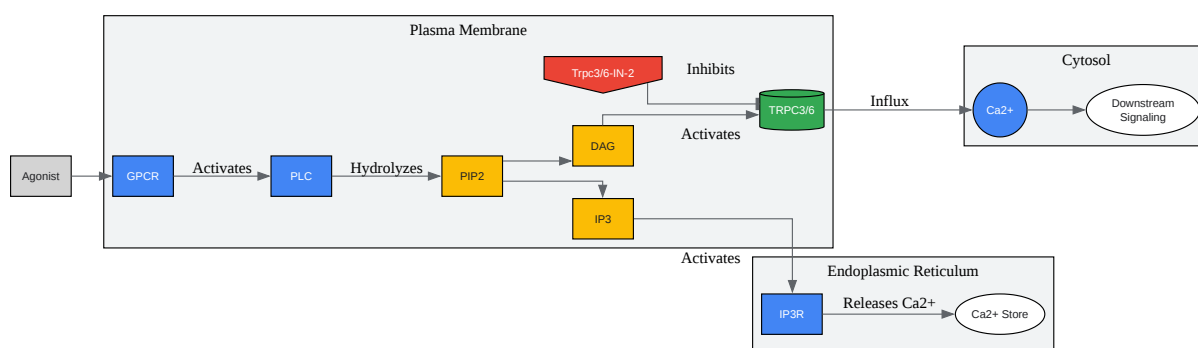 Plasma Membrane
Trpc3/6-IN-2
Inhibits
Cytosol
TRPC3/6
Influx
Ca2+
Downstream
Signaling
Activates
DAG
Agonist
GPCR
Activates
PLC
Hydrolyzes
PIP2
IP3
Activates
Endoplasmic Reticulum
IP3R
Releases Ca2+
Ca2+ Store